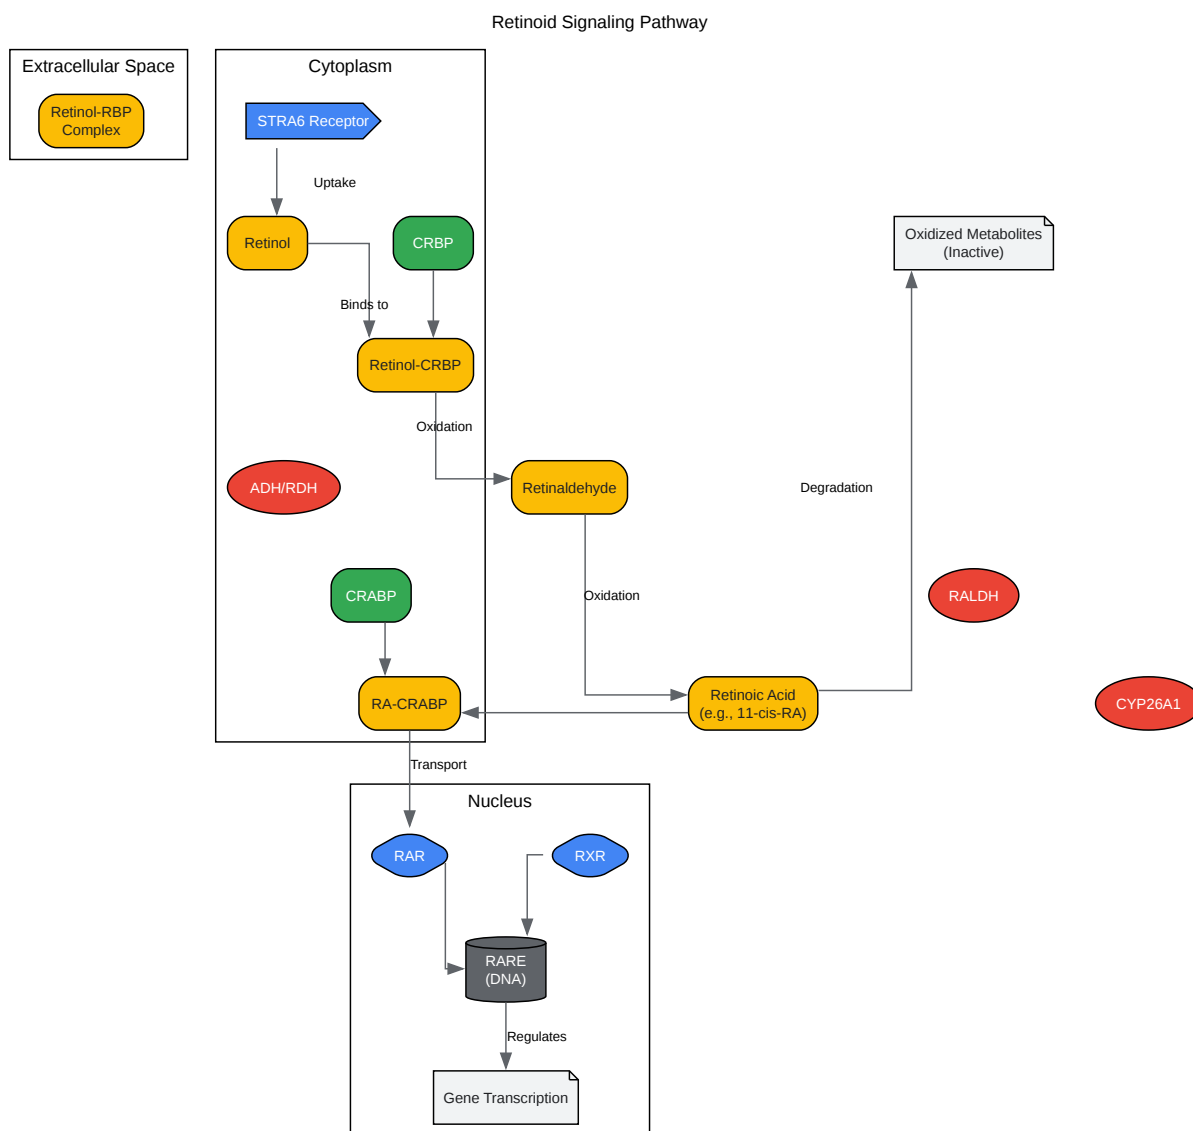 Retinoid Signaling Pathway
Extracellular Space
Retinol-RBP
Complex
Cytoplasm
STRA6 Receptor
Uptake
Retinol
CRBP
Binds to
Retinol-CRBP
Oxidation
ADH/RDH
Retinaldehyde
CRABP
Oxidation
RA-CRABP
Retinoic Acid
(e.g., 11-cis-RA)
Oxidized Metabolites
(Inactive)
Degradation
RALDH
CYP26A1
Transport
Nucleus
RAR
RXR
RARE
(DNA)
Regulates
Gene Transcription